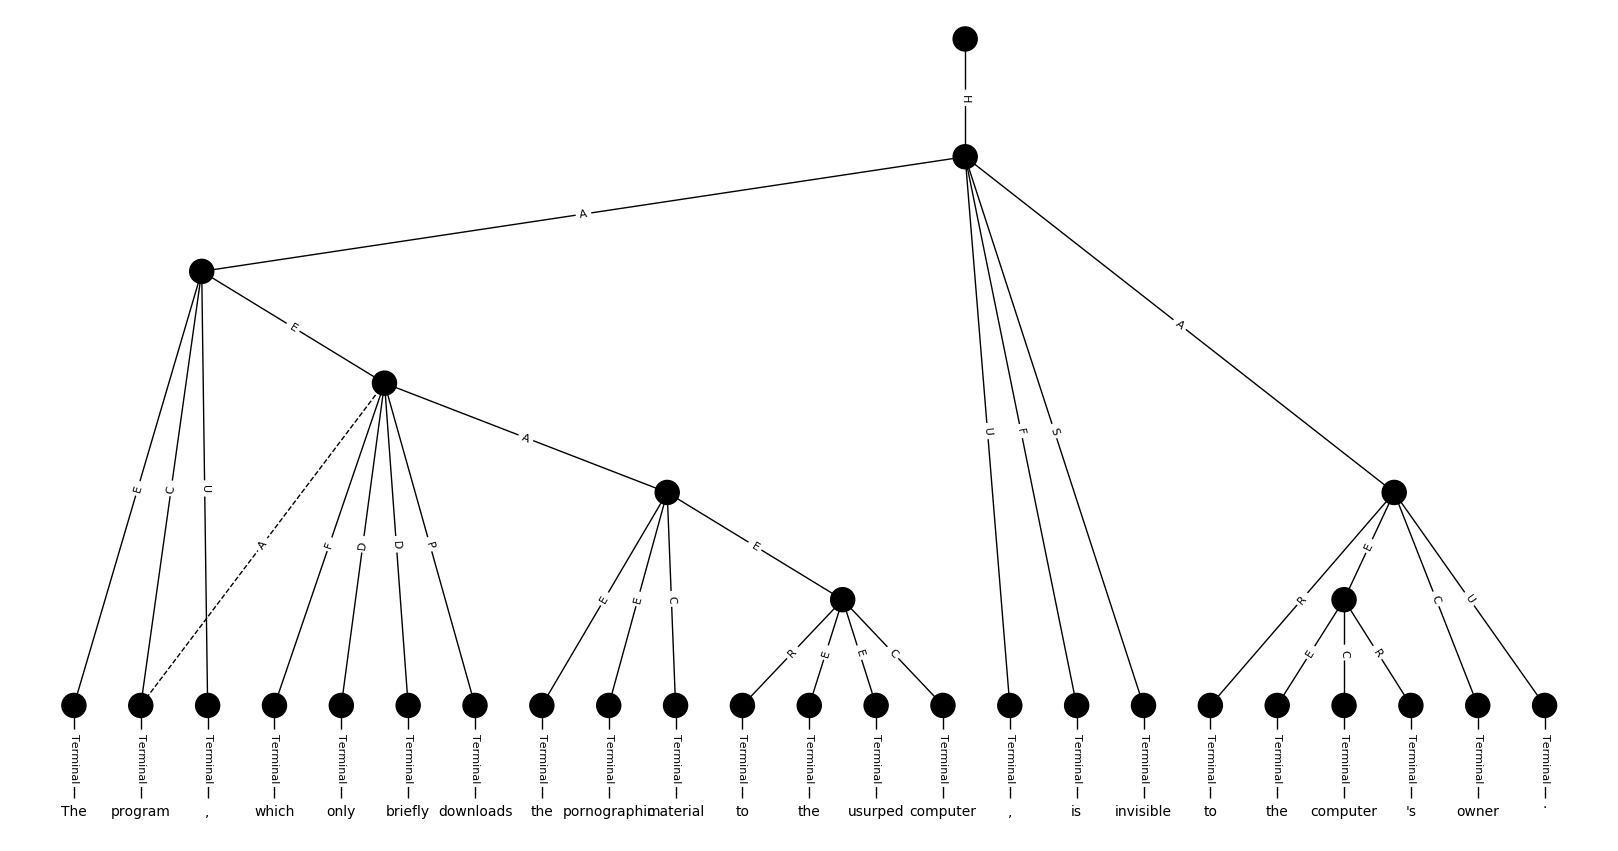 H
A
E
A
A
E C U
U F S
A F D D P
E E C E
E
R C U
R E E C
E C R
Terminal Terminal Terminal Terminal Terminal Terminal Terminal Terminal Terminal Terminal Terminal Terminal Terminal Terminal Terminal Terminal Terminal Terminal Terminal Terminal Terminal Terminal Terminal
The program , which only briefly downloads the pornographic material to the usurped computer , is invisible to the computer 's owner .